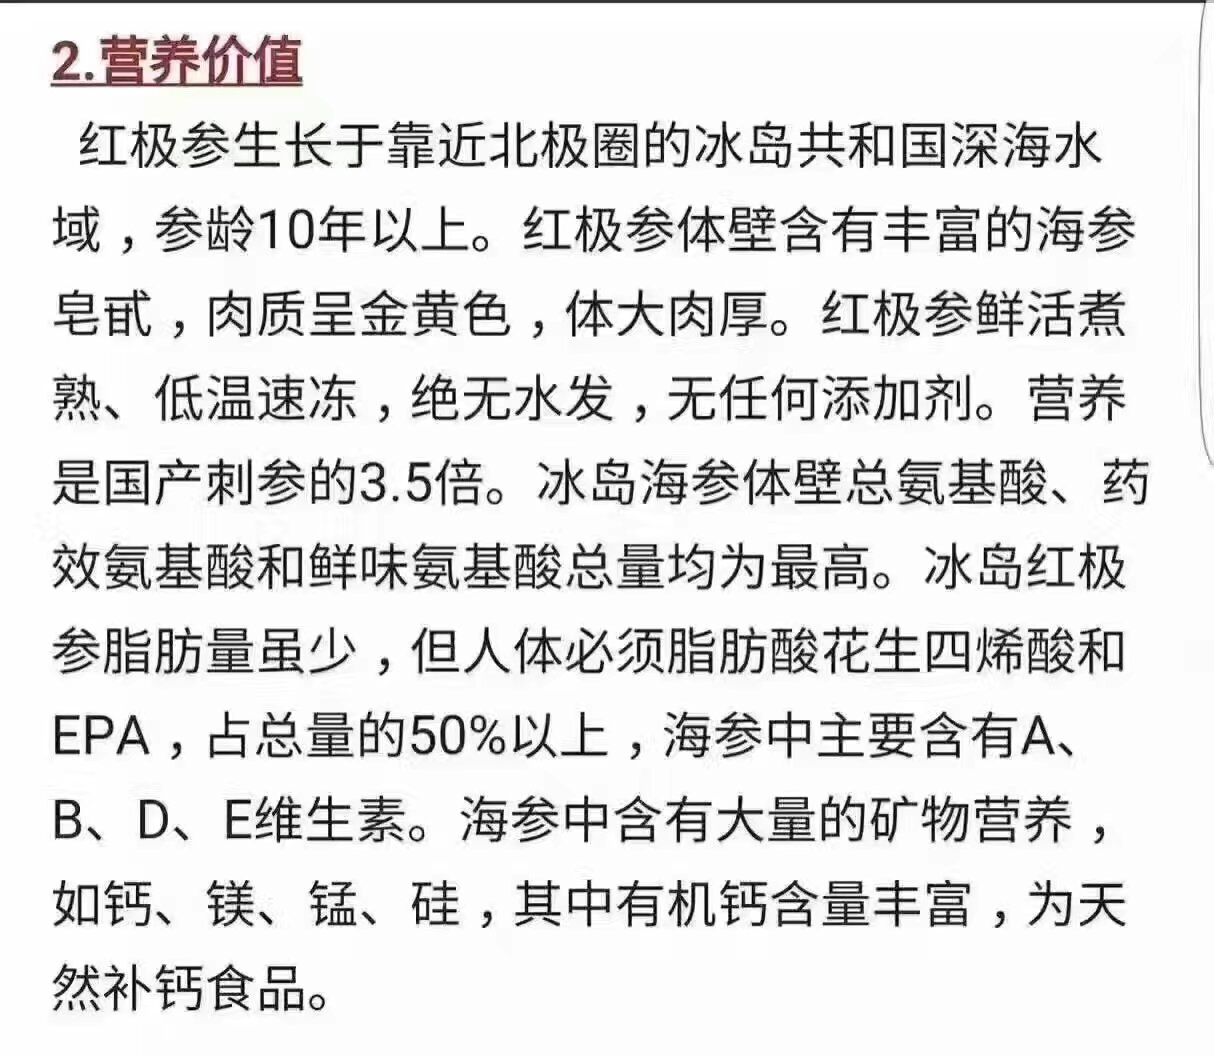 2.营养价值
红极参生长于靠近北极圈的冰岛共和国深海水
域，参龄10年以上。红极参体壁含有丰富的海参
皂甙，肉质呈金黄色，体大肉厚。红极参鲜活煮
熟、低温速冻，绝无水发，无任何添加剂。营养
是国产刺参的3.5倍。冰岛海参体壁总氨基酸、药
效氨基酸和鲜味氨基酸总量均为最高。冰岛红极
参脂肪量虽少，但人体必须脂肪酸花生四烯酸和
EPA，占总量的50%以上，海参中主要含有A、
B、D、E维生素。海参中含有大量的矿物营养，
如钙、镁、锰、硅，其中有机钙含量丰富，为天
然补钙食品。